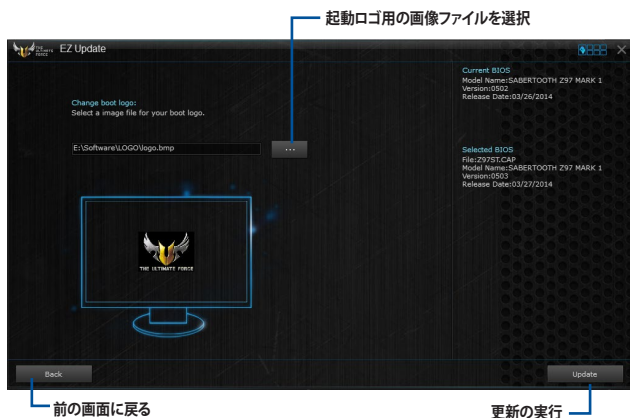 起動ロゴ用の画像ファイルを選択
THE ULTIMATE FORCE
EZ Update
Current BIOS
Model Name:SABERTOOTH Z97 MARK 1
Version:0502
Release Date:03/26/2014
Change boot logo:
Select a image file for your boot logo.
E:\Software\LOGO\logo.bmp
...
Selected BIOS
File:Z97ST.CAP
Model Name:SABERTOOTH Z97 MARK 1
Version:0503
Release Date:03/27/2014
THE ULTIMATE FORCE
Back
Update
前の画面に戻る
更新の実行